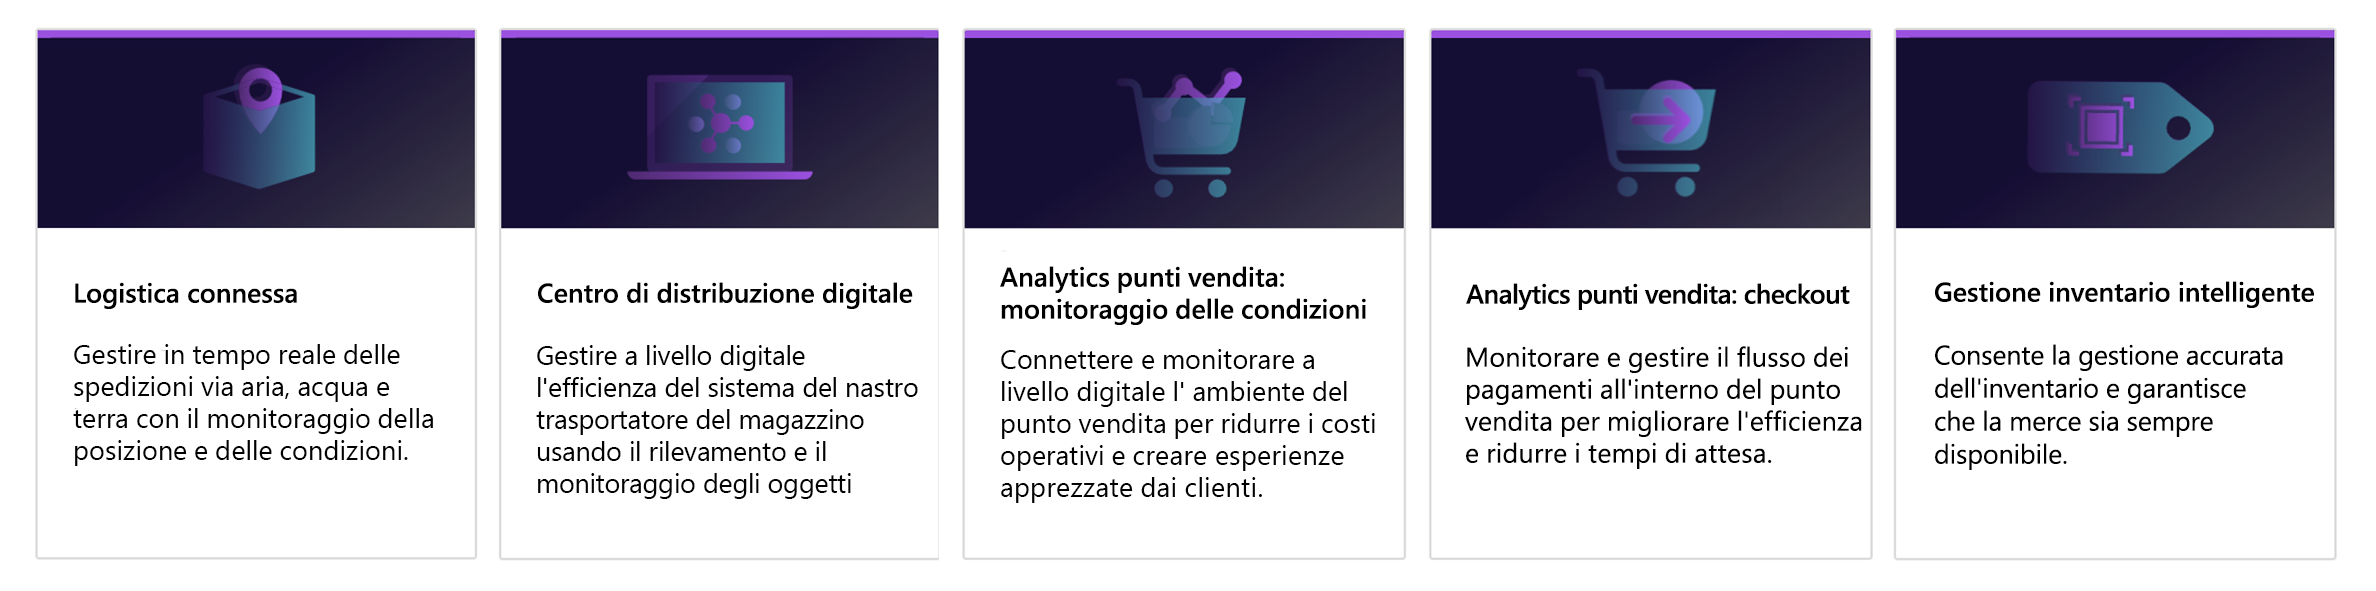 Logistica connessa
Gestire in tempo reale delle
spedizioni via aria, acqua e
terra con il monitoraggio della
posizione e delle condizioni.
Centro di distribuzione digitale
Gestire a livello digitale
l'efficienza del sistema del nastro
trasportatore del magazzino
usando il rilevamento e il
monitoraggio degli oggetti
Analytics punti vendita:
monitoraggio delle condizioni
Connettere e monitorare a
livello digitale l' ambiente del
punto vendita per ridurre i costi
operativi e creare esperienze
apprezzate dai clienti.
Analytics punti vendita: checkout
Monitorare e gestire il flusso dei
pagamenti all'interno del punto
vendita per migliorare l'efficienza
e ridurre i tempi di attesa.
Gestione inventario intelligente
Consente la gestione accurata
dell'inventario e garantisce
che la merce sia sempre
disponibile.